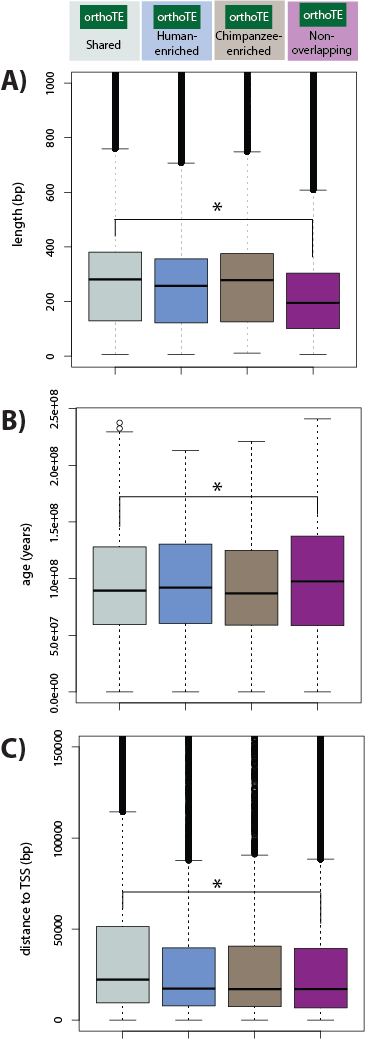 orthoTE orthoTE orthoTE orthoTE
Shared Human- Chimpanzee- Non-
enriched enriched overlapping
A)
1000
800
600
400
200
0
length (bp)
*
B)
2.5e+08
2.0e+08
1.5e+08
1.0e+08
5.0e+07
0.0e+00
age (years)
*
C)
150000
100000
50000
0
distance to TSS (bp)
*